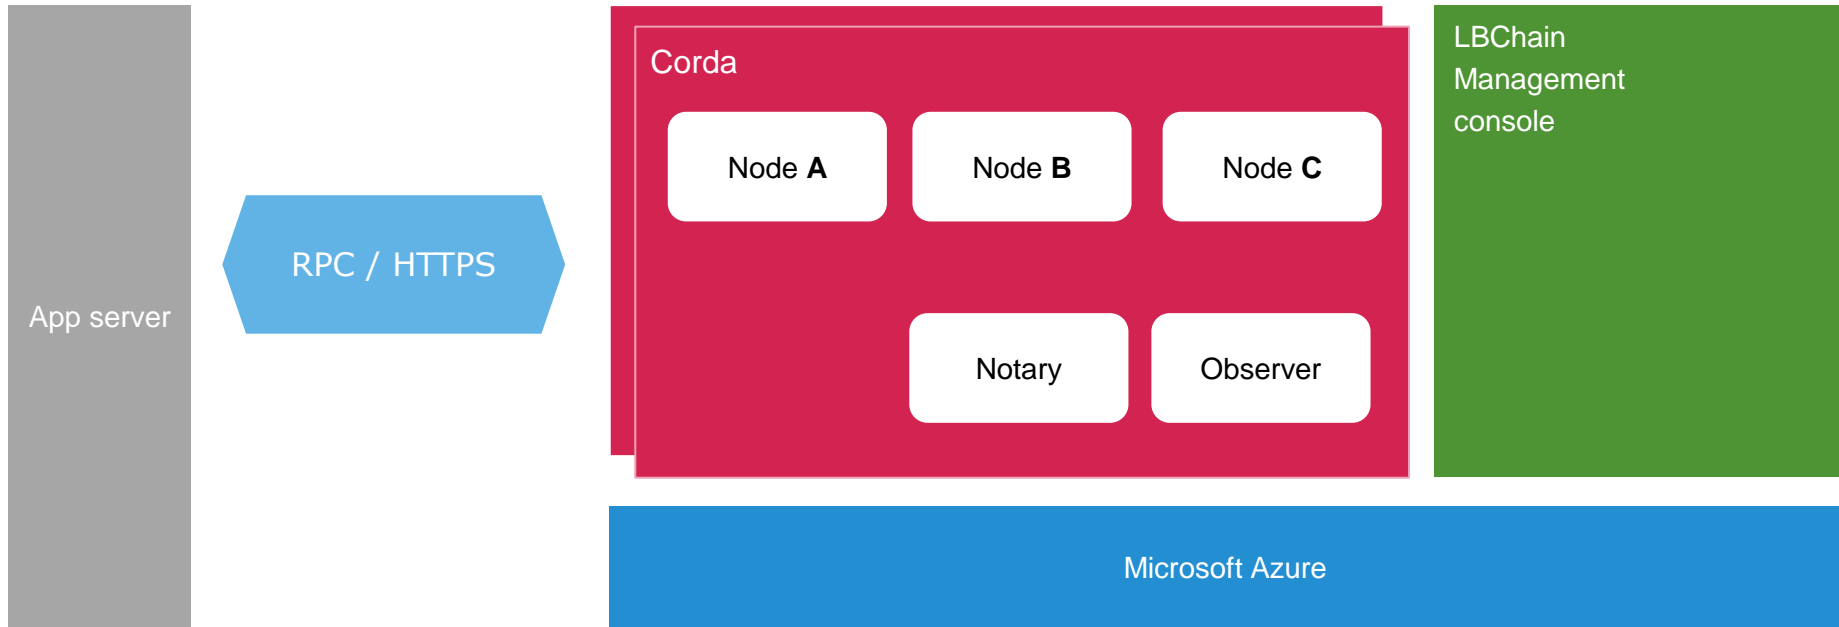 App server
RPC / HTTPS
Corda
Node A
Node B
Node C
Notary
Observer
LBChain
Management
console
Microsoft Azure